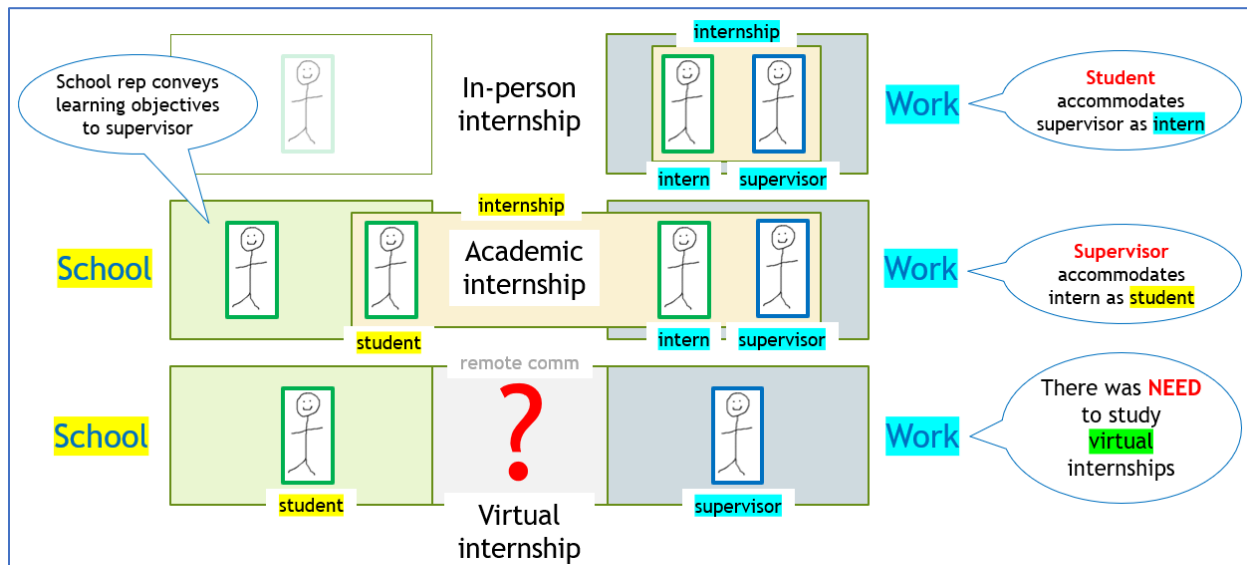 School rep conveys
learning objectives
to supervisor
In-person
internship
internship
intern
supervisor
Work
Student
accommodates
supervisor as intern
School
student
internship
Academic
internship
intern
supervisor
Work
Supervisor
accommodates
intern as student
School
student
remote comm
?
Virtual
internship
supervisor
Work
There was NEED
to study
virtual
internships